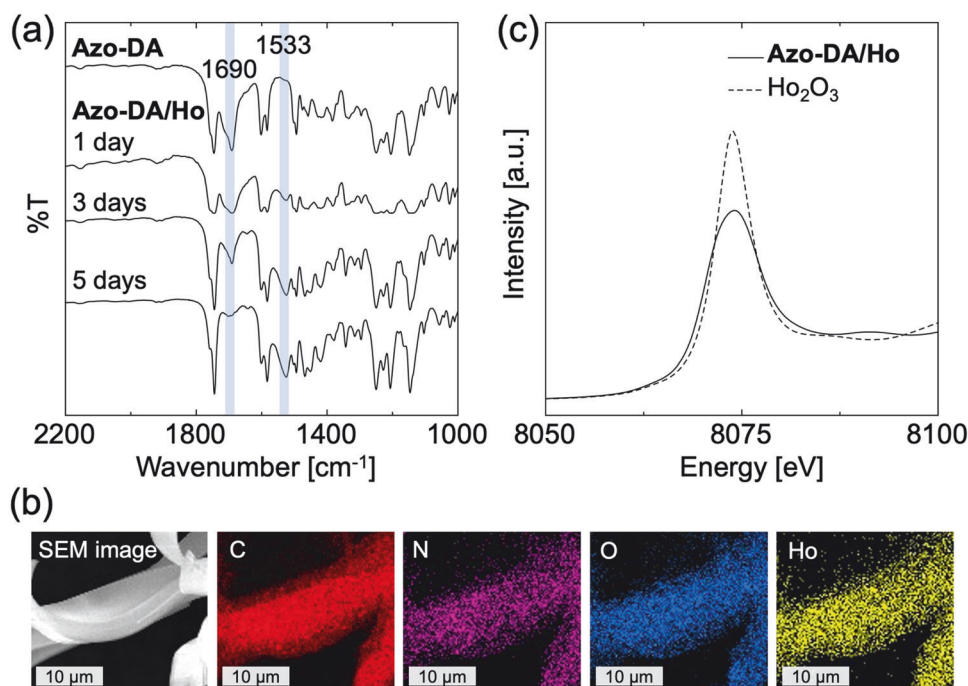 (a)
Azo-DA
1533
1690
Azo-DA/Ho
1 day
3 days
5 days
%T
2200 1800 1400 1000
Wavenumber [cm⁻¹]
(c)
Azo-DA/Ho
Ho₂O₃
Intensity [a.u.]
8050 8075 8100
Energy [eV]
(b)
SEM image
10 μm
C
10 μm
N
10 μm
O
10 μm
Ho
10 μm